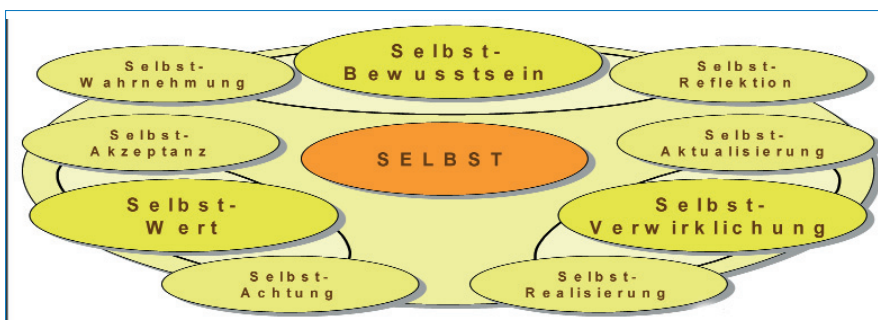 Selbst-
Wahrnehmung
Selbst-
Bewusstsein
Selbst-
Reflektion
Selbst-
Akzeptanz
SELBST
Selbst-
Aktualisierung
Selbst-
Wert
Selbst-
Verwirklichung
Selbst-
Achtung
Selbst-
Realisierung